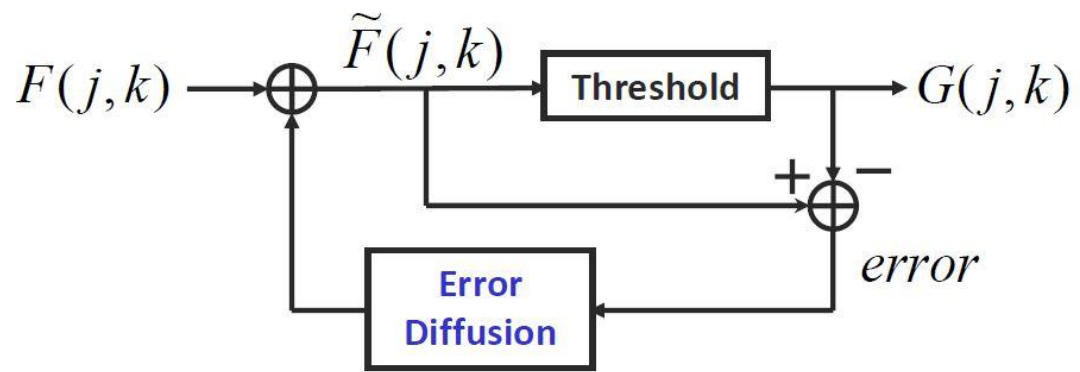 F(j,k)
F̃(j,k)
Threshold
G(j,k)
+
−
error
Error
Diffusion